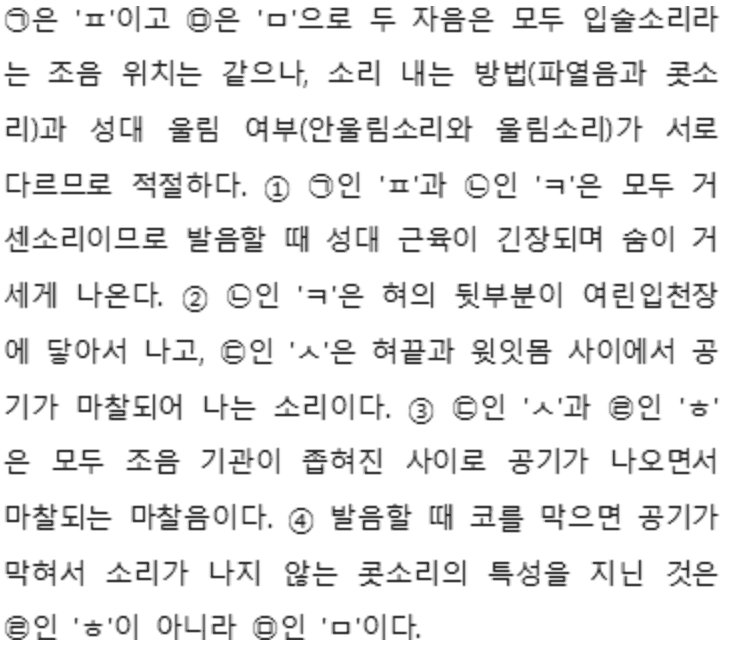 ㉠은 'ㅍ'이고 ㉤은 'ㅁ'으로 두 자음은 모두 입술소리라
는 조음 위치는 같으나, 소리 내는 방법(파열음과 콧소
리)과 성대 울림 여부(안울림소리와 울림소리)가 서로
다르므로 적절하다. ① ㉠인 'ㅍ'과 ㉡인 'ㅋ'은 모두 거
센소리이므로 발음할 때 성대 근육이 긴장되며 숨이 거
세게 나온다. ② ㉡인 'ㅋ'은 혀의 뒷부분이 여린입천장
에 닿아서 나고, ㉢인 'ㅅ'은 혀끝과 윗잇몸 사이에서 공
기가 마찰되어 나는 소리이다. ③ ㉢인 'ㅅ'과 ㉣인 'ㅎ'
은 모두 조음 기관이 좁혀진 사이로 공기가 나오면서
마찰되는 마찰음이다. ④ 발음할 때 코를 막으면 공기가
막혀서 소리가 나지 않는 콧소리의 특성을 지닌 것은
㉣인 'ㅎ'이 아니라 ㉤인 'ㅁ'이다.